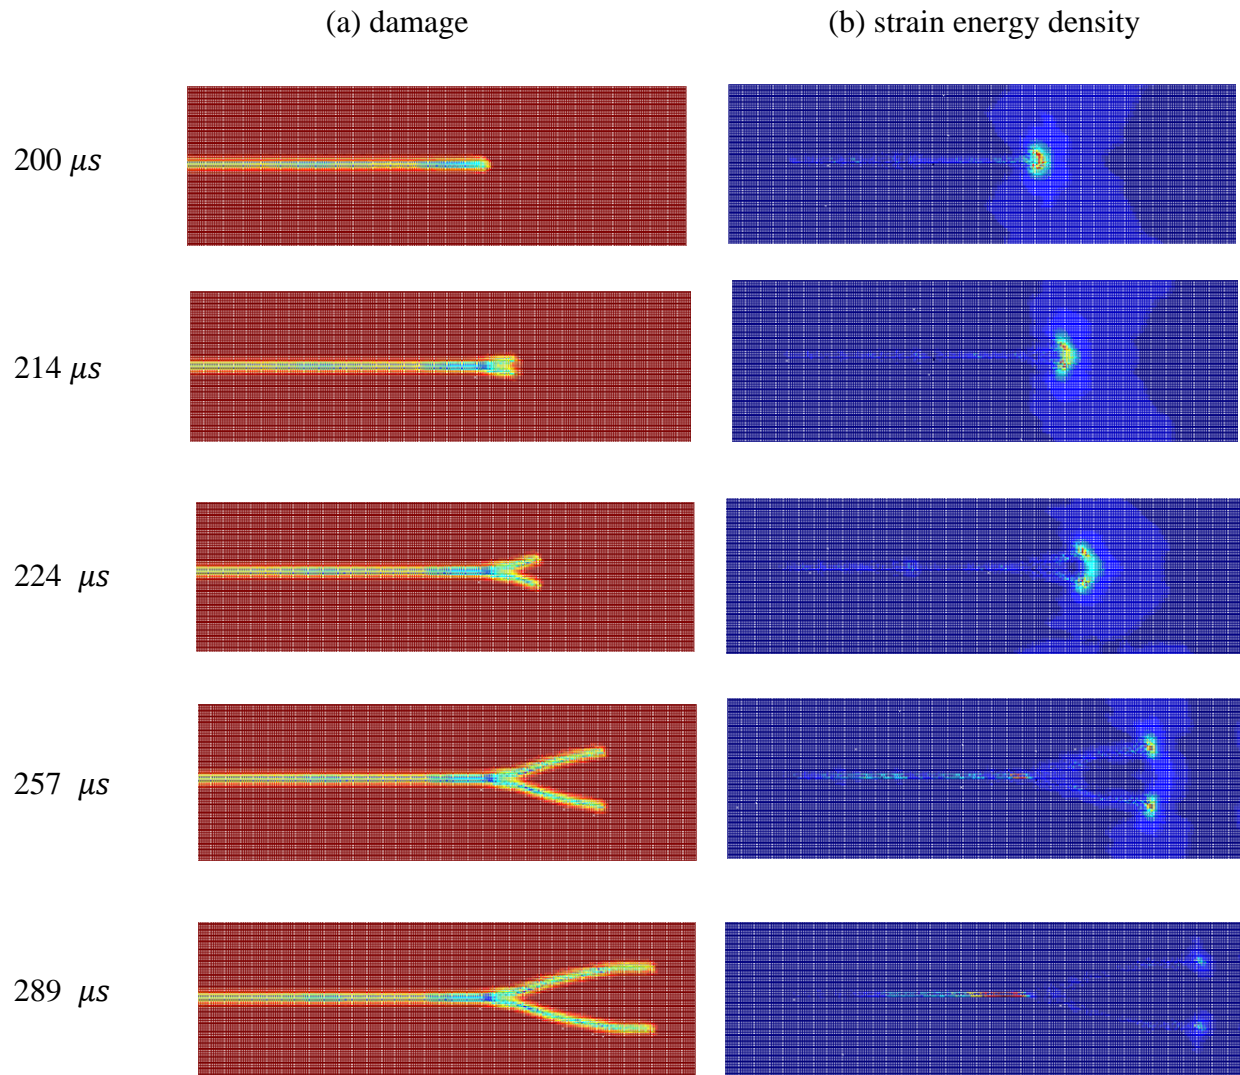 (a) damage
(b) strain energy density
200 𝜇𝑠
214 𝜇𝑠
224 𝜇𝑠
257 𝜇𝑠
289 𝜇𝑠